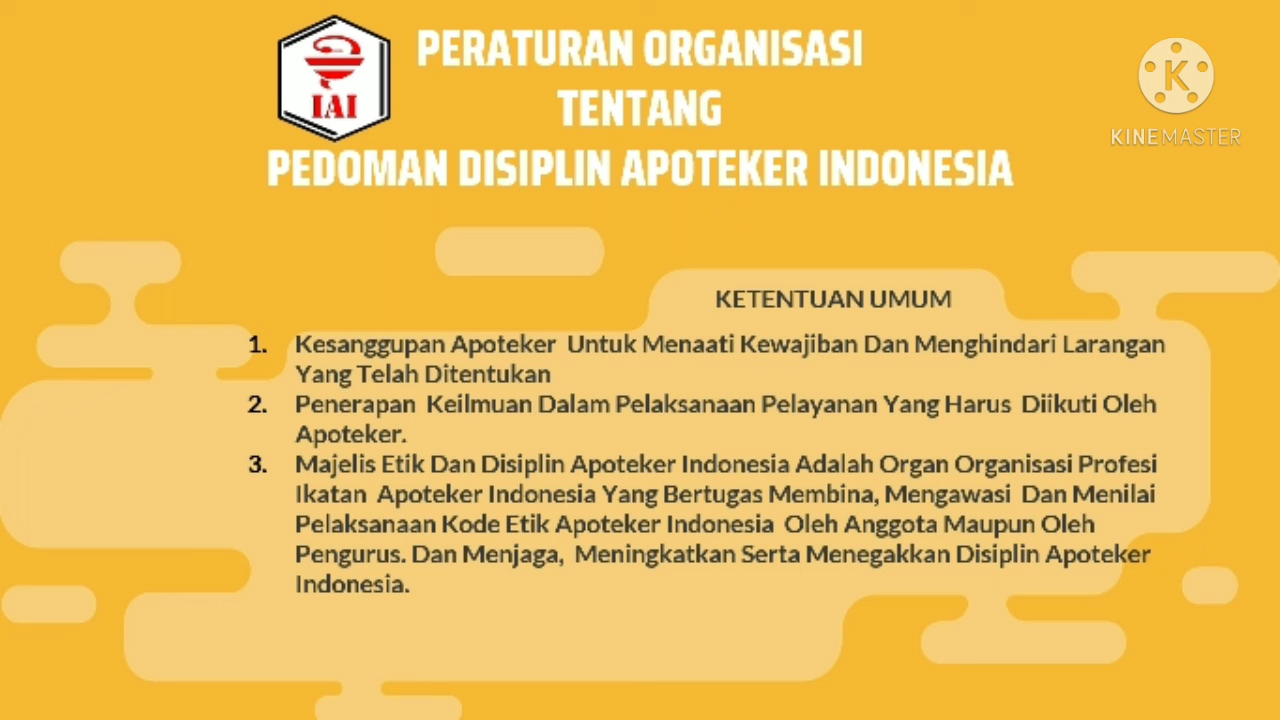 PERATURAN ORGANISASI
TENTANG
PEDOMAN DISIPLIN APOTEKER INDONESIA
IAI
K
KINEMASTER
KETENTUAN UMUM
1. Kesanggupan Apoteker Untuk Menaati Kewajiban Dan Menghindari Larangan
Yang Telah Ditentukan
2. Penerapan Keilmuan Dalam Pelaksanaan Pelayanan Yang Harus Diikuti Oleh
Apoteker.
3. Majelis Etik Dan Disiplin Apoteker Indonesia Adalah Organ Organisasi Profesi
Ikatan Apoteker Indonesia Yang Bertugas Membina, Mengawasi Dan Menilai
Pelaksanaan Kode Etik Apoteker Indonesia Oleh Anggota Maupun Oleh
Pengurus. Dan Menjaga, Meningkatkan Serta Menegakkan Disiplin Apoteker
Indonesia.